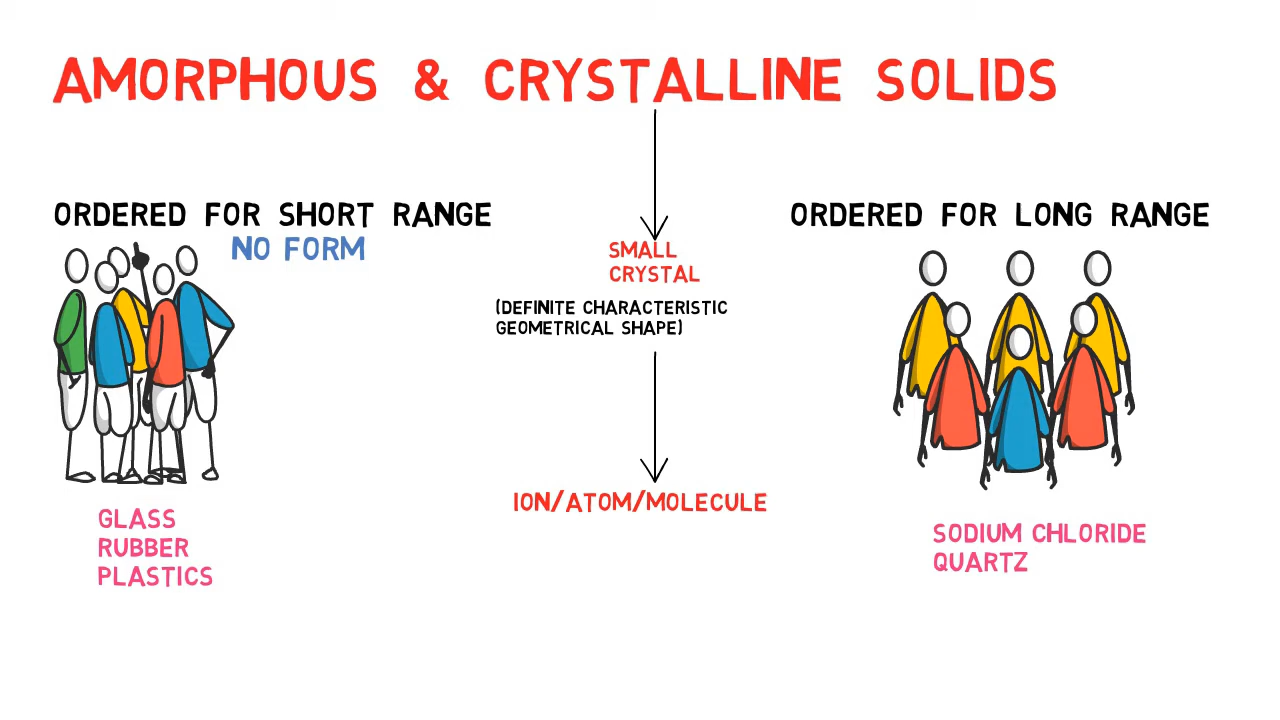 AMORPHOUS & CRYSTALLINE SOLIDS
ORDERED FOR SHORT RANGE
NO FORM
GLASS
RUBBER
PLASTICS
SMALL
CRYSTAL
(DEFINITE CHARACTERISTIC
GEOMETRICAL SHAPE)
ION/ATOM/MOLECULE
ORDERED FOR LONG RANGE
SODIUM CHLORIDE
QUARTZ